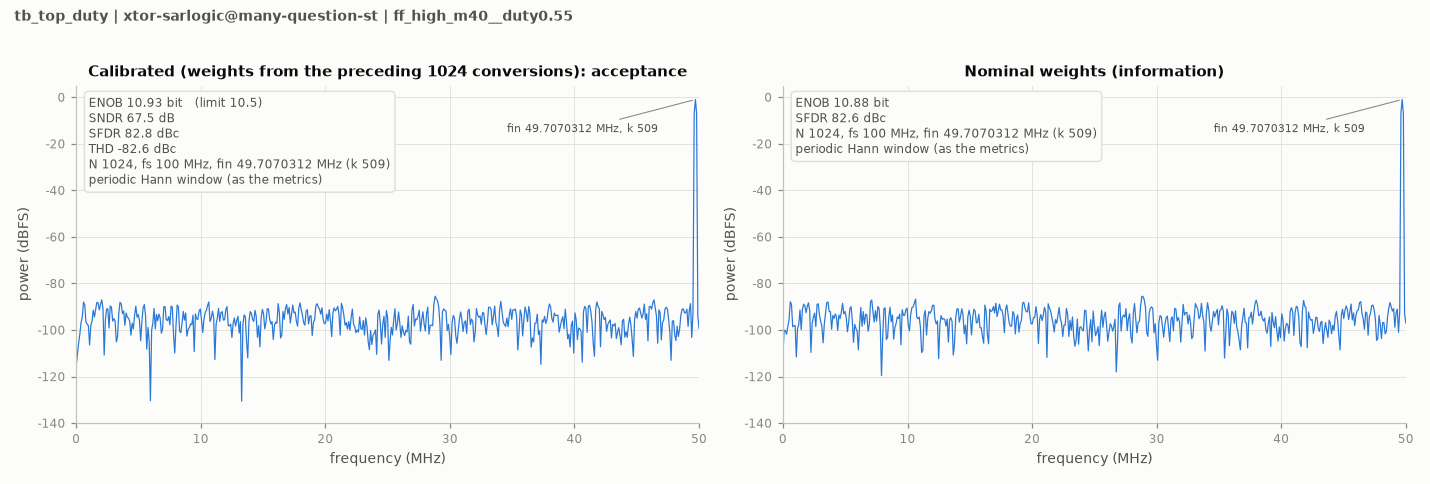 tb_top_duty | xtor-sarlogic@many-question-st | ff_high_m40__duty0.55
Calibrated (weights from the preceding 1024 conversions): acceptance
ENOB 10.93 bit   (limit 10.5)
SNDR 67.5 dB
SFDR 82.8 dBc
THD -82.6 dBc
N 1024, fs 100 MHz, fin 49.7070312 MHz (k 509)
periodic Hann window (as the metrics)
fin 49.7070312 MHz, k 509
power (dBFS)
0
-20
-40
-60
-80
-100
-120
-140
0 10 20 30 40 50
frequency (MHz)
Nominal weights (information)
ENOB 10.88 bit
SFDR 82.6 dBc
N 1024, fs 100 MHz, fin 49.7070312 MHz (k 509)
periodic Hann window (as the metrics)
fin 49.7070312 MHz, k 509
power (dBFS)
0
-20
-40
-60
-80
-100
-120
-140
0 10 20 30 40 50
frequency (MHz)